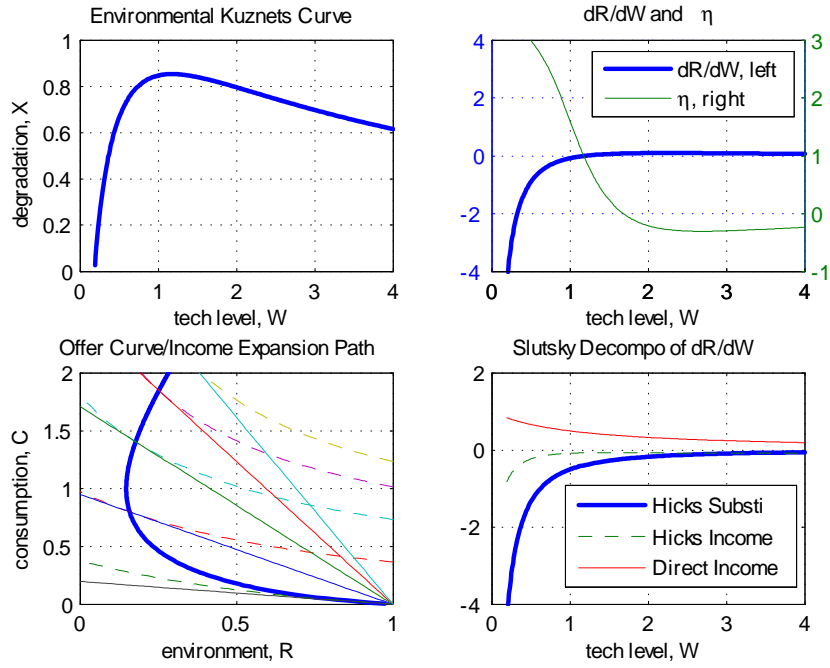 Environmental Kuznets Curve
degradation, X
1
0.8
0.6
0.4
0.2
0
0 1 2 3 4
tech level, W
dR/dW and η
4
2
0
-2
-4
3
2
1
0
-1
dR/dW, left
η, right
0 1 2 3 4
tech level, W
Offer Curve/Income Expansion Path
consumption, C
2
1.5
1
0.5
0
0 0.5 1
environment, R
Slutsky Decompo of dR/dW
2
0
-2
-4
Hicks Substi
Hicks Income
Direct Income
0 1 2 3 4
tech level, W